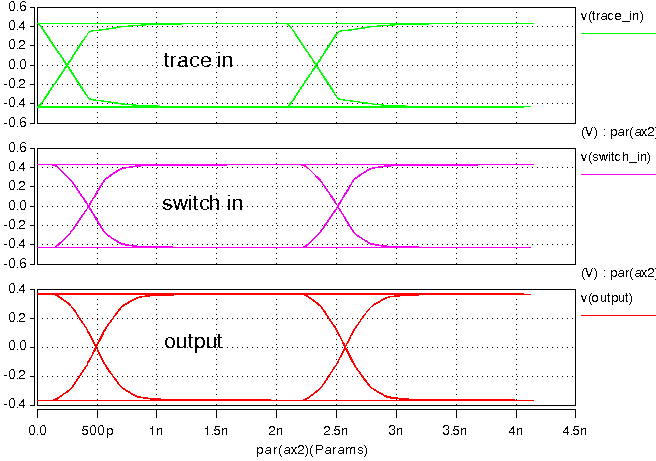 0.6
v(trace_in)
0.4
0.2
trace in
0.0
-0.2
-0.4
-0.6
(V) : par(ax2)
0.6
v(switch_in)
0.4
0.2
switch in
0.0
-0.2
-0.4
-0.6
(V) : par(ax2)
0.4
v(output)
0.2
output
0.0
-0.2
-0.4
0.0 500p 1n 1.5n 2n 2.5n 3n 3.5n 4n 4.5n
par(ax2)(Params)